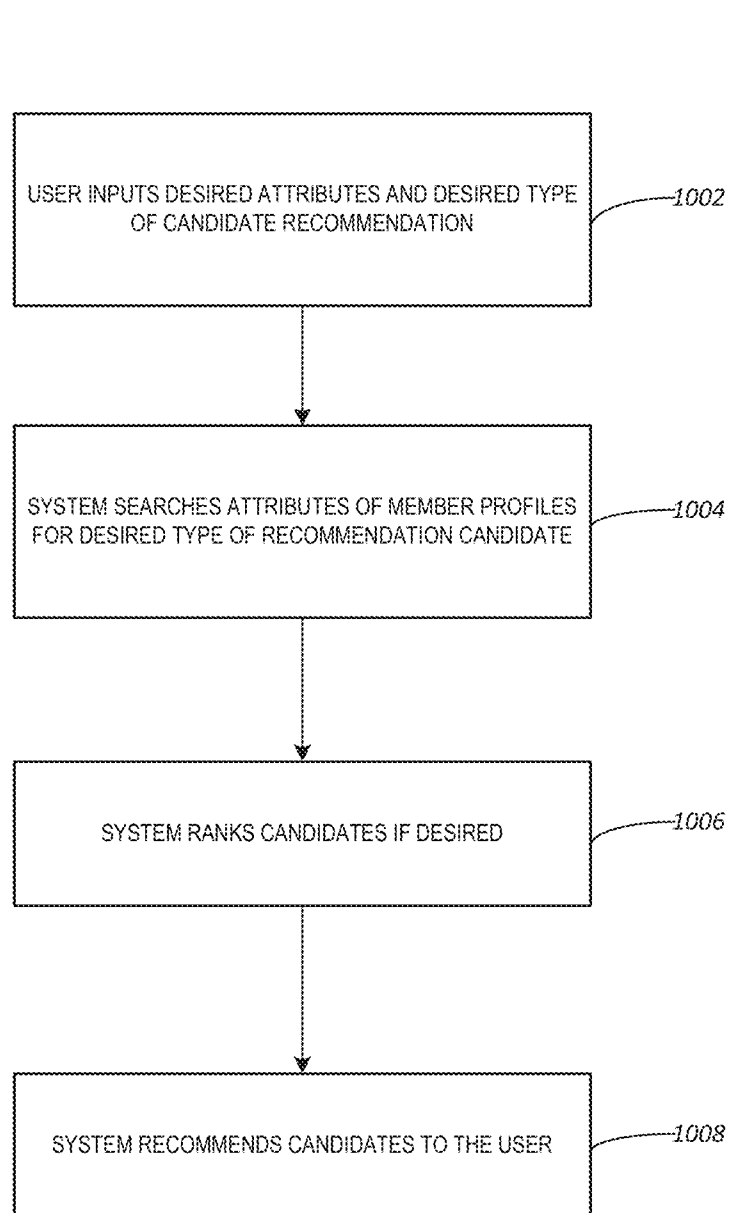 USER INPUTS DESIRED ATTRIBUTES AND DESIRED TYPE
OF CANDIDATE RECOMMENDATION
1002
SYSTEM SEARCHES ATTRIBUTES OF MEMBER PROFILES
FOR DESIRED TYPE OF RECOMMENDATION CANDIDATE
1004
SYSTEM RANKS CANDIDATES IF DESIRED
1006
SYSTEM RECOMMENDS CANDIDATES TO THE USER
1008